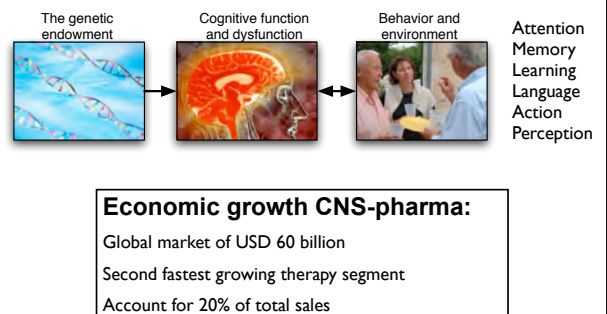 The genetic
endowment
Cognitive function
and dysfunction
Behavior and
environment
Attention
Memory
Learning
Language
Action
Perception
Economic growth CNS-pharma:
Global market of USD 60 billion
Second fastest growing therapy segment
Account for 20% of total sales